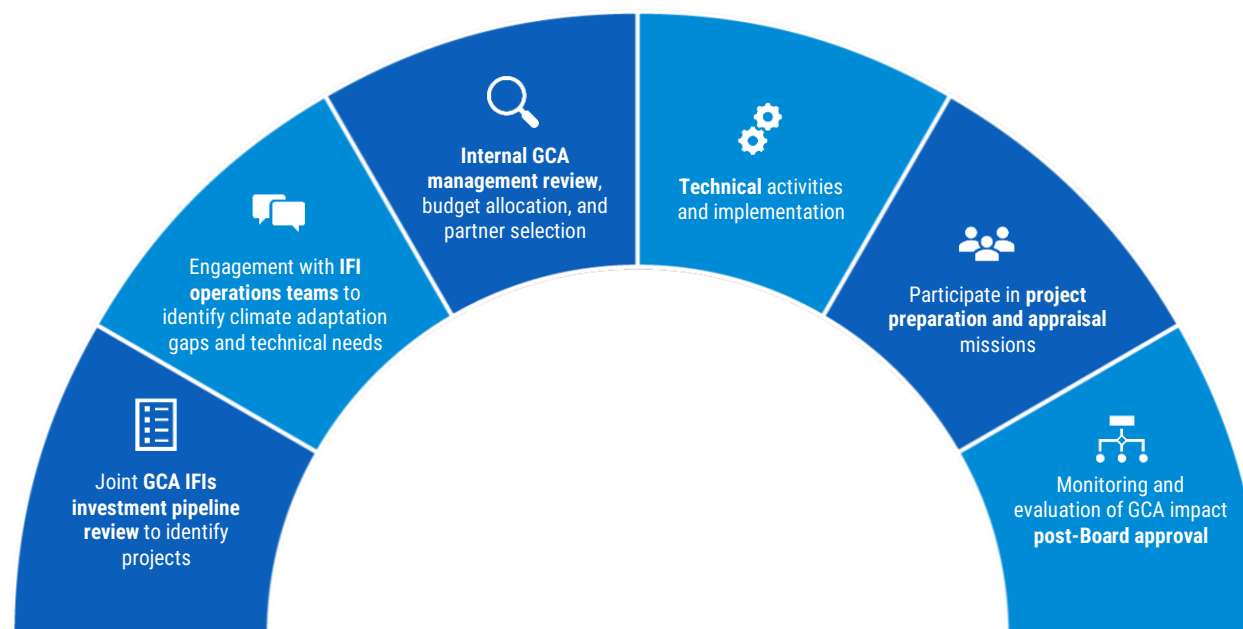 Joint GCA IFIs
investment pipeline
review to identify
projects
Engagement with IFI
operations teams to
identify climate adaptation
gaps and technical needs
Internal GCA
management review,
budget allocation, and
partner selection
Technical activities
and implementation
Participate in project
preparation and appraisal
missions
Monitoring and
evaluation of GCA impact
post-Board approval